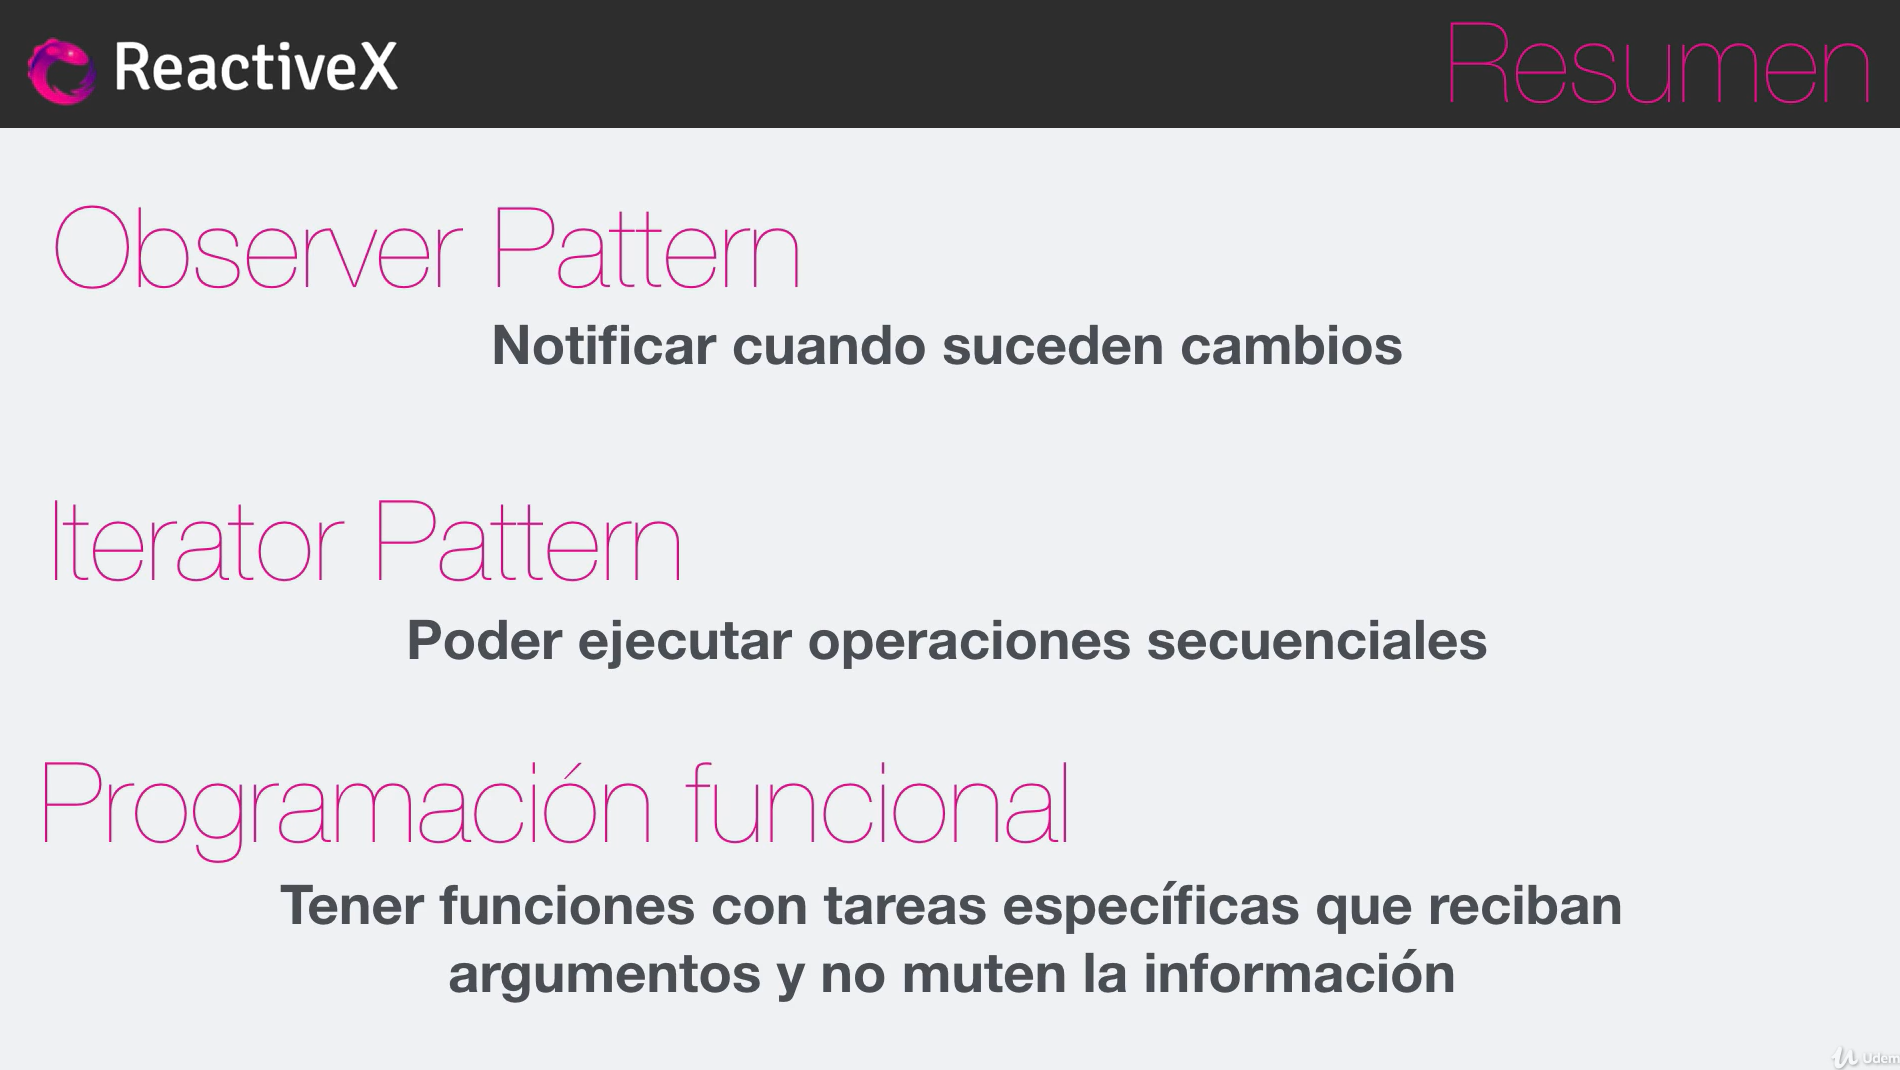 ReactiveX
Resumen
Observer Pattern
Notificar cuando suceden cambios
Iterator Pattern
Poder ejecutar operaciones secuenciales
Programación funcional
Tener funciones con tareas específicas que reciban
argumentos y no muten la información
Udem